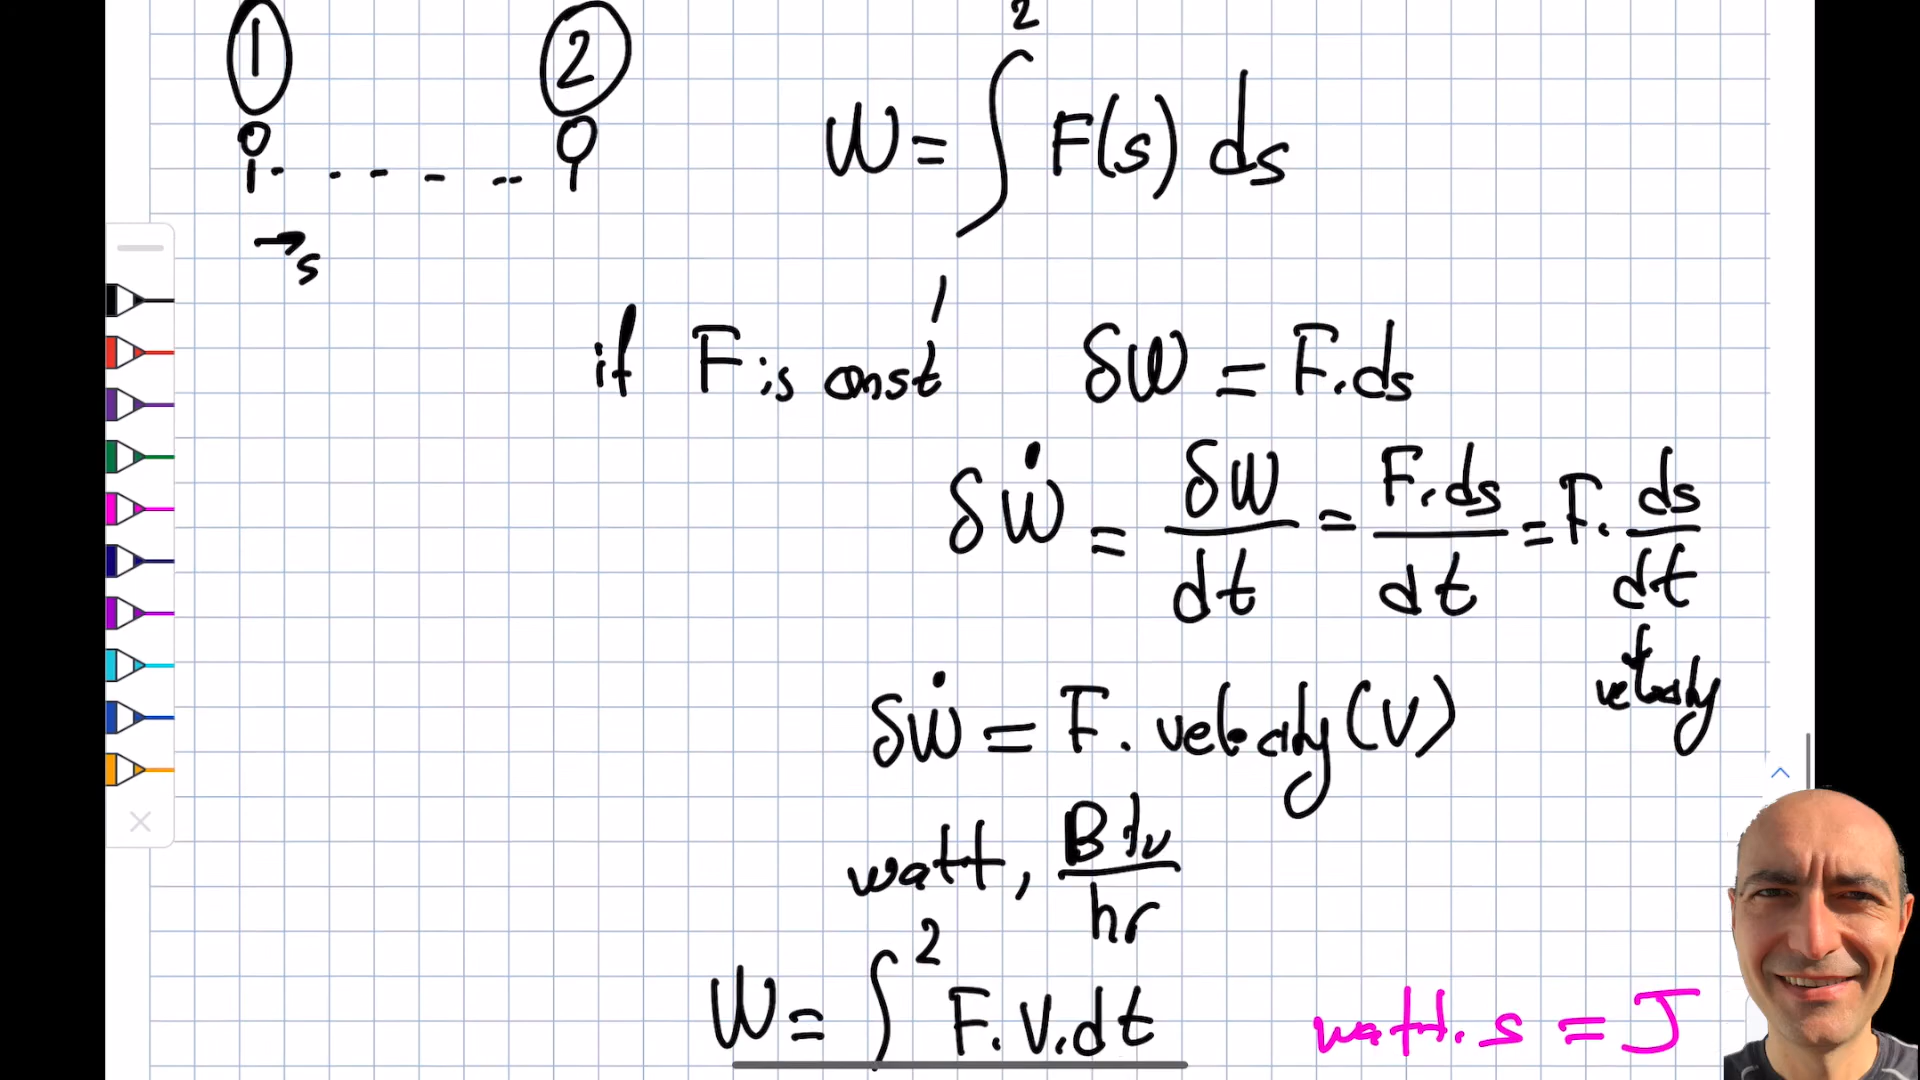 ① ②
W = ∫₁² F(s) ds
→s
if F is const δW = F.ds
δẆ = δW/dt = F.ds/dt = F. ds/dt
velocity
δẆ = F. velocity (V)
watt, Btu/hr
W = ∫² F.V.dt watt.s = J